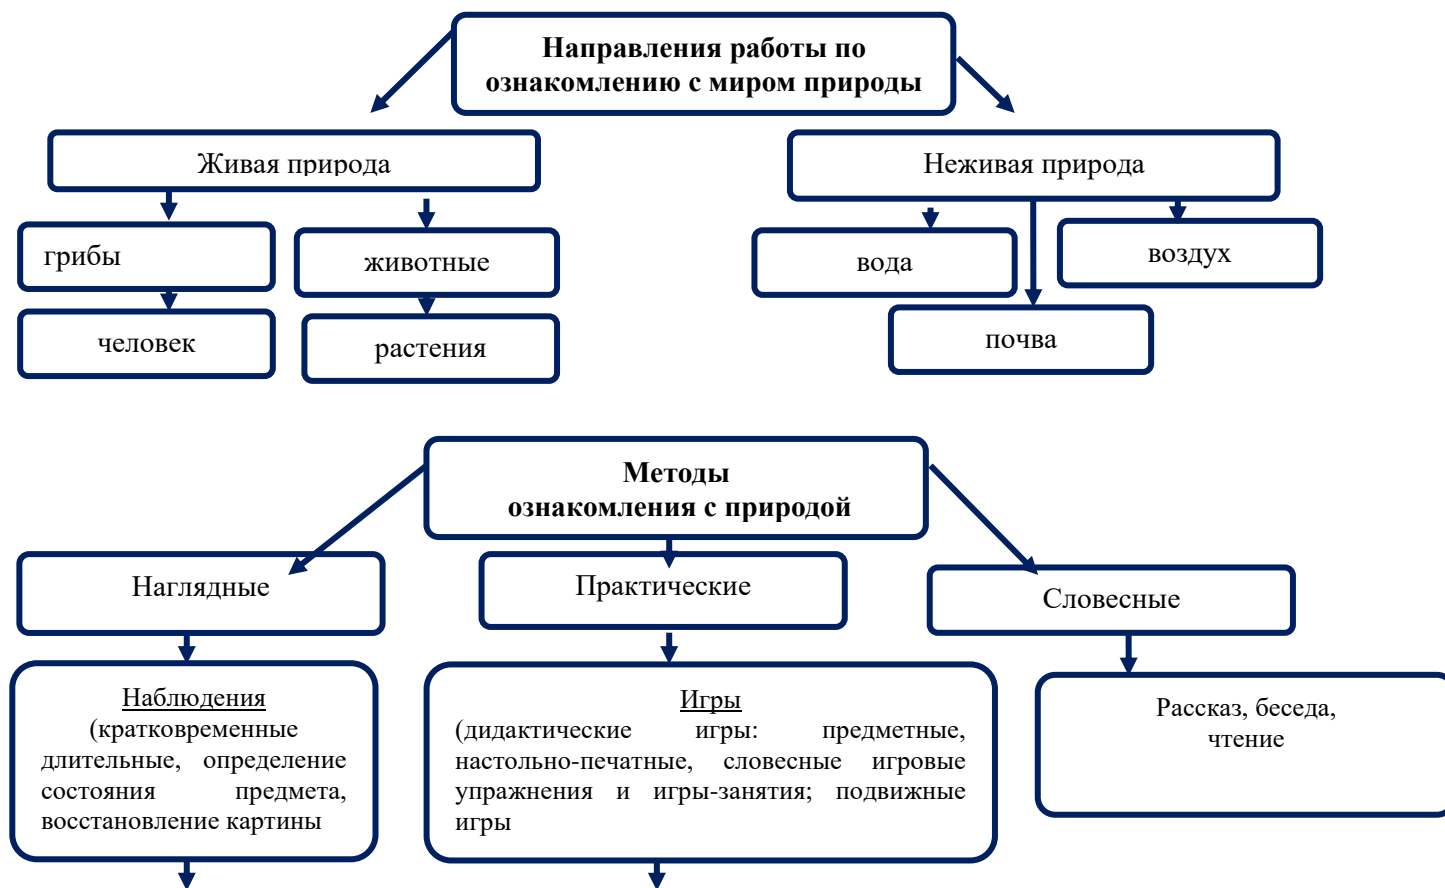 Направления работы по
ознакомлению с миром природы
Живая природа
Неживая природа
грибы
животные
вода
воздух
человек
растения
почва
Методы
ознакомления с природой
Наглядные
Практические
Словесные
Наблюдения
(кратковременные
длительные, определение
состояния предмета,
восстановление картины
Игры
(дидактические игры: предметные,
настольно-печатные, словесные игровые
упражнения и игры-занятия; подвижные
игры
Рассказ, беседа,
чтение